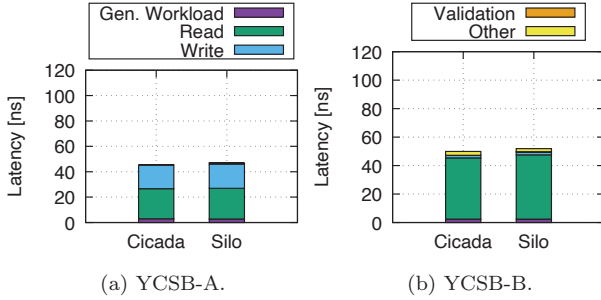 Gen. Workload
Read
Write
Latency [ns]
120
100
80
60
40
20
0
Cicada Silo
(a) YCSB-A.
Validation
Other
Latency [ns]
120
100
80
60
40
20
0
Cicada Silo
(b) YCSB-B.